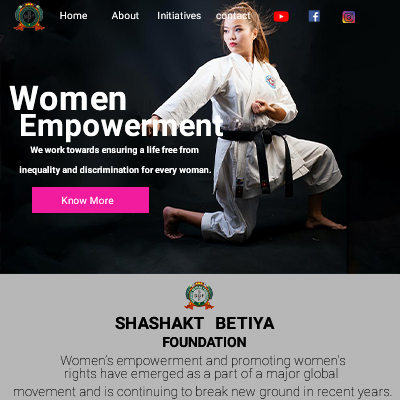 Home About Initiatives contact
Women
Empowerment
We work towards ensuring a life free from
inequality and discrimination for every woman.
Know More
SHASHAKT BETIYA
FOUNDATION
Women's empowerment and promoting women's
rights have emerged as a part of a major global
movement and is continuing to break new ground in recent years.